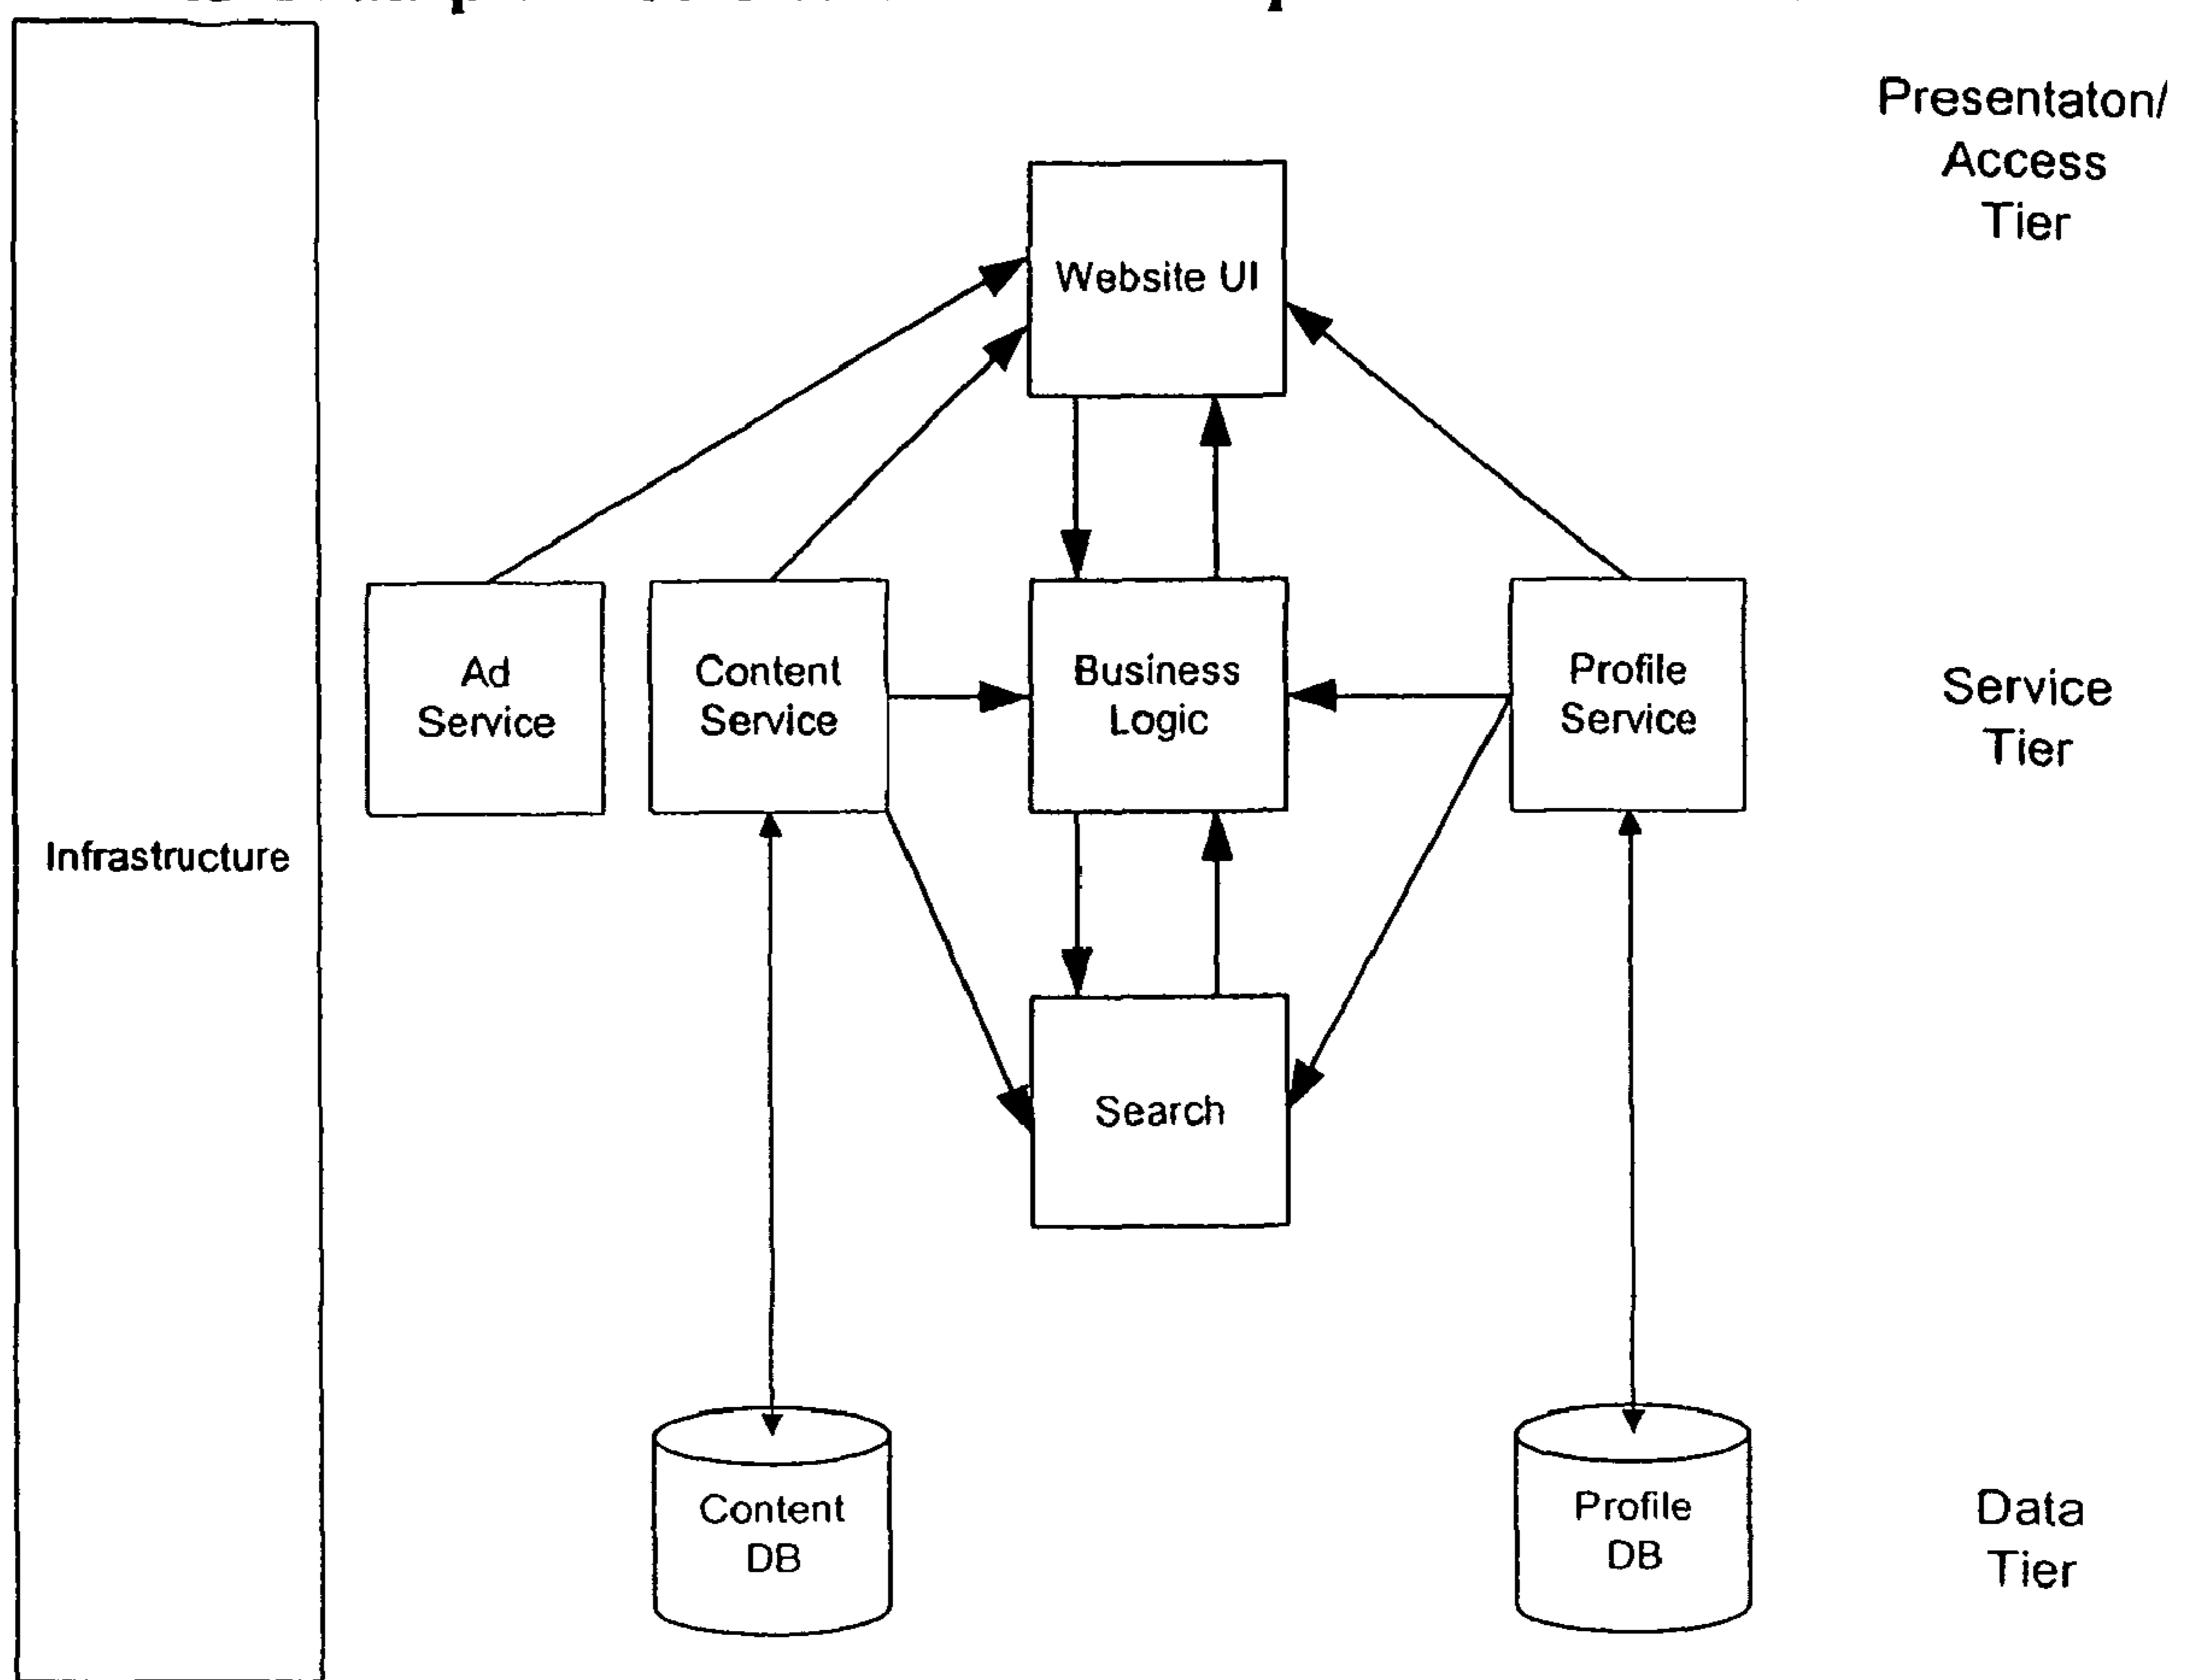 Presentaton/
Access
Tier
Website UI
Ad
Service
Content
Service
Business
Logic
Profile
Service
Service
Tier
Infrastructure
Search
Content
DB
Profile
DB
Data
Tier